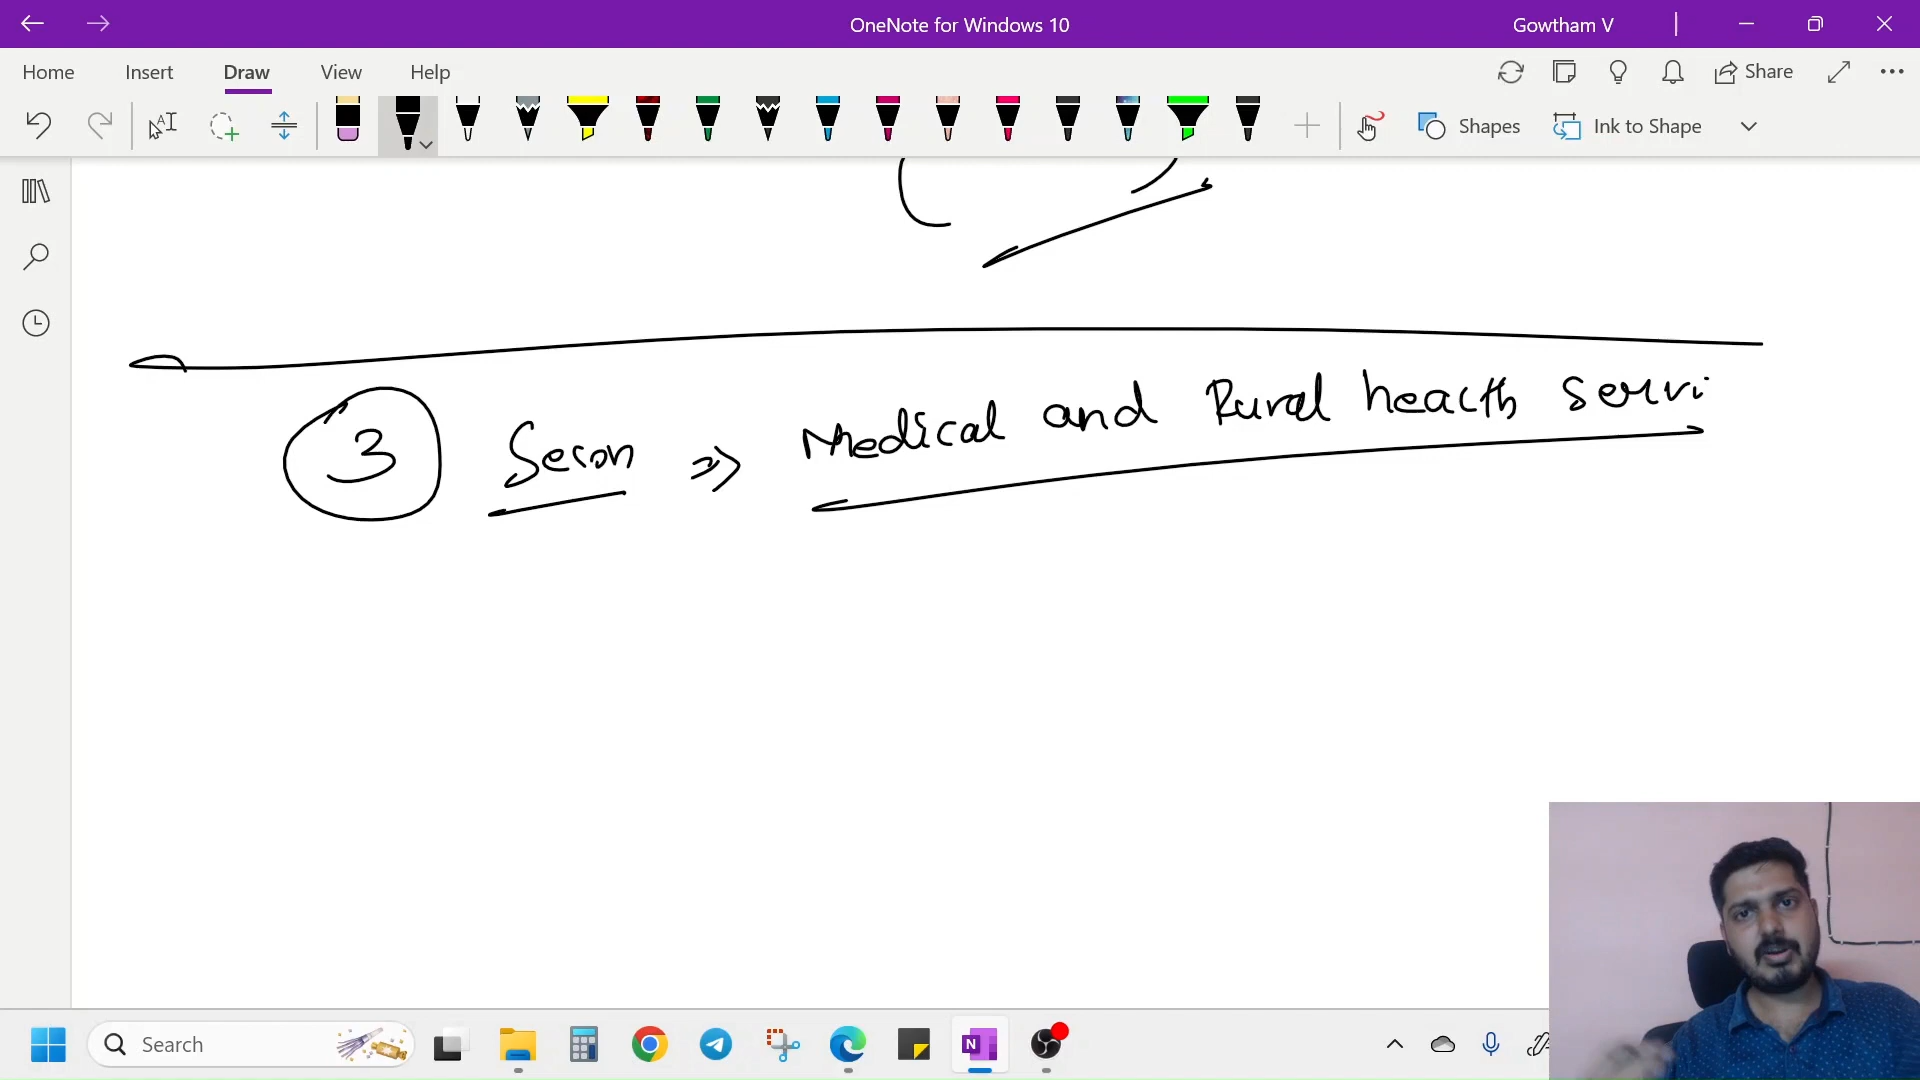 OneNote for Windows 10
Gowtham V
Home Insert Draw View Help
Share
Shapes
Ink to Shape
3 Secon => Medical and Rural health servi
Search